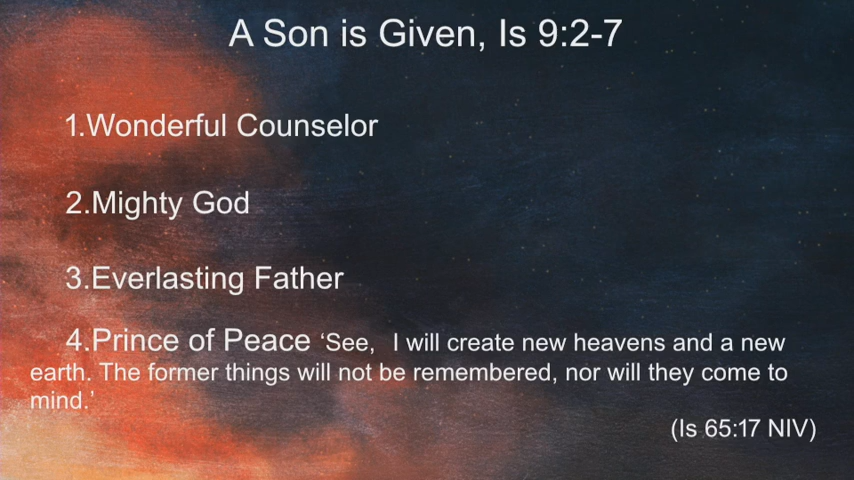 A Son is Given, Is 9:2-7
1.Wonderful Counselor
2.Mighty God
3.Everlasting Father
4.Prince of Peace ‘See, I will create new heavens and a new
earth. The former things will not be remembered, nor will they come to
mind.’
(Is 65:17 NIV)